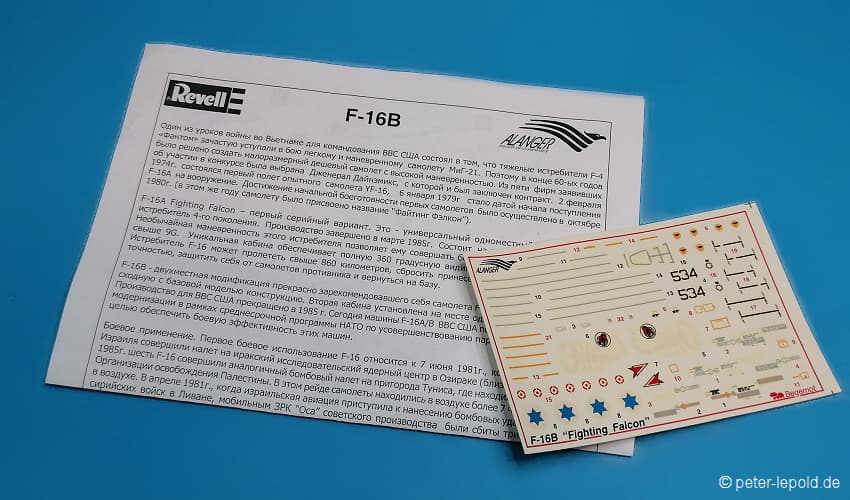 Revell
F-16B
ALANGER
Один из уроков войны во Вьетнаме для командования ВВС США состоял в том, что тяжелые истребители F-4
«Фантом» зачастую уступали в бою легкому и маневренному самолету МиГ-21. Поэтому в конце 60-ых годов
было решено создать малоразмерный дешевый самолет с высокой маневренностью. Из пяти фирм заявивших
об участии в конкурсе была выбрана Дженерал Дайнэмикс, с которой и был заключен контракт. 2 февраля
1974г. состоялся первый полет опытного самолета YF-16, 6 января 1979г стало датой начала поступления
F-16A на вооружение. Достижение начальной боеготовности первых самолетов было осуществлено в октябре
1980г. (в этом же году самолету было присвоено название "Файтинг Фэлкон").
F-16A Fighting Falcon – первый серийный вариант. Это - универсальный одноместный
истребитель 4-го поколения. Производство завершено в марте 1985г. Состоит на
Необычайная маневренность этого истребителя позволяет ему совершать
свыше 9G. Уникальная кабина обеспечивает полную 360 градусную
Истребитель F-16 может пролететь свыше 860 километров, сбросить
точностью, защитить себя от самолетов противника и вернуться на базу.
F-16B - двухместная модификация прекрасно зарекомендовавшего себя самолета
сходную с базовой моделью конструкцию. Вторая кабина установлена на месте
Производство для ВВС США прекращено в 1985 г. Сегодня машины F-16A/B ВВС США
модернизации в рамках среднесрочной программы НАТО по усовершенствованию
целью обеспечить боевую эффективность этих машин.
Боевое применение. Первое боевое использование F-16 относится к 7 июня 1981г.,
Израиля совершили налет на иракский исследовательский ядерный центр в Озираке
1985г. шесть F-16 совершили аналогичный бомбовый налет на пригорода Туниса, где
Организации освобождения Палестины. В этом рейде самолеты находились в воздухе более 7
в воздухе. В апреле 1981г., когда израильская авиация приступила к нанесению бомбовых
сирийских войск в Ливане, мобильным ЗРК "Оса" советского производства были сбиты
ALANGER
534
534
Begemot
F-16B "Fighting Falcon"
© peter-lepold.de